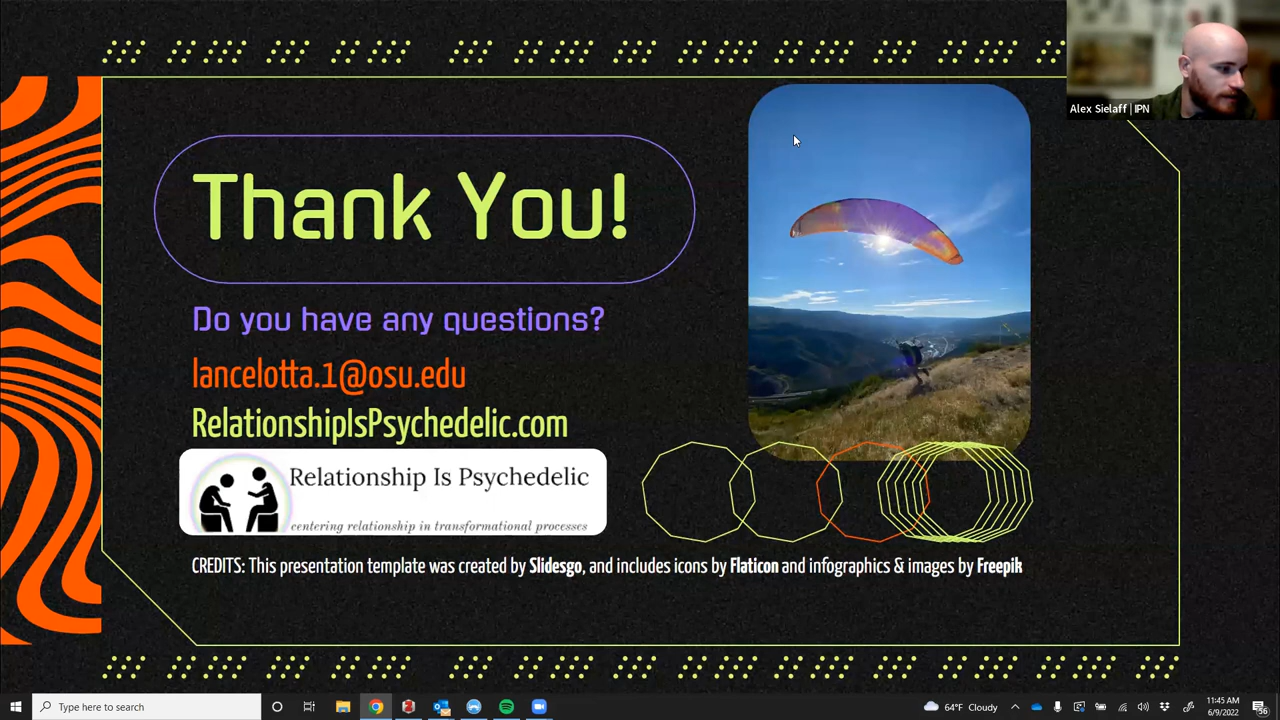 Alex Sielaff | IPN
Thank You!
Do you have any questions?
lancelotta.1@osu.edu
RelationshipIsPsychedelic.com
Relationship Is Psychedelic
centering relationship in transformational processes
CREDITS: This presentation template was created by Slidesgo, and includes icons by Flaticon and infographics & images by Freepik
Type here to search
64°F Cloudy
11:45 AM
6/9/2022
56